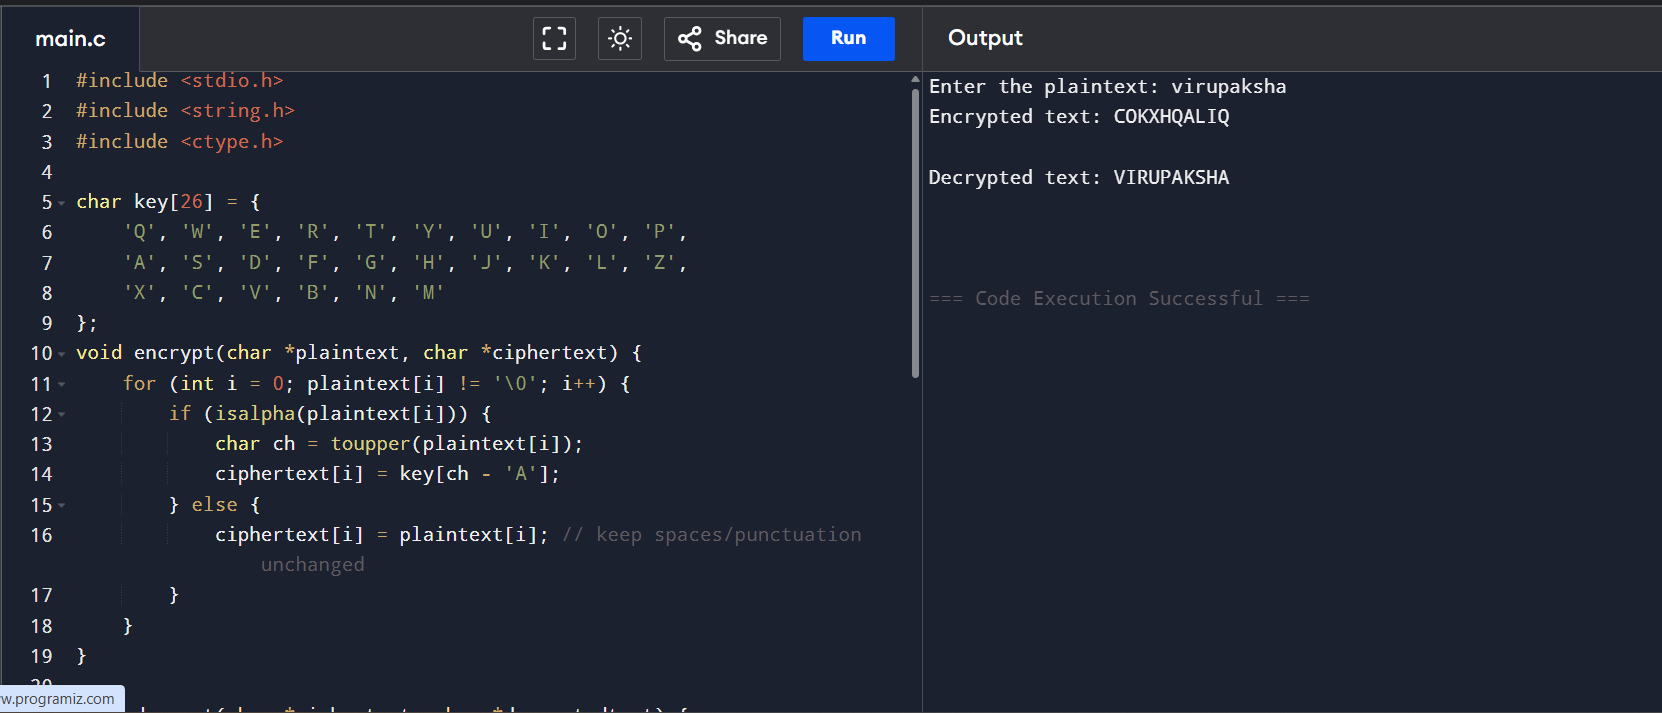 main.c
Share
Run
Output
1 #include <stdio.h>
2 #include <string.h>
3 #include <ctype.h>
4
5 char key[26] = {
6 'Q', 'W', 'E', 'R', 'T', 'Y', 'U', 'I', 'O', 'P',
7 'A', 'S', 'D', 'F', 'G', 'H', 'J', 'K', 'L', 'Z',
8 'X', 'C', 'V', 'B', 'N', 'M'
9 };
10 void encrypt(char *plaintext, char *ciphertext) {
11 for (int i = 0; plaintext[i] != '\0'; i++) {
12 if (isalpha(plaintext[i])) {
13 char ch = toupper(plaintext[i]);
14 ciphertext[i] = key[ch - 'A'];
15 } else {
16 ciphertext[i] = plaintext[i]; // keep spaces/punctuation
unchanged
17 }
18 }
19 }
20
w.programiz.com
Enter the plaintext: virupaksha
Encrypted text: COKXHQALIQ
Decrypted text: VIRUPAKSHA
=== Code Execution Successful ===